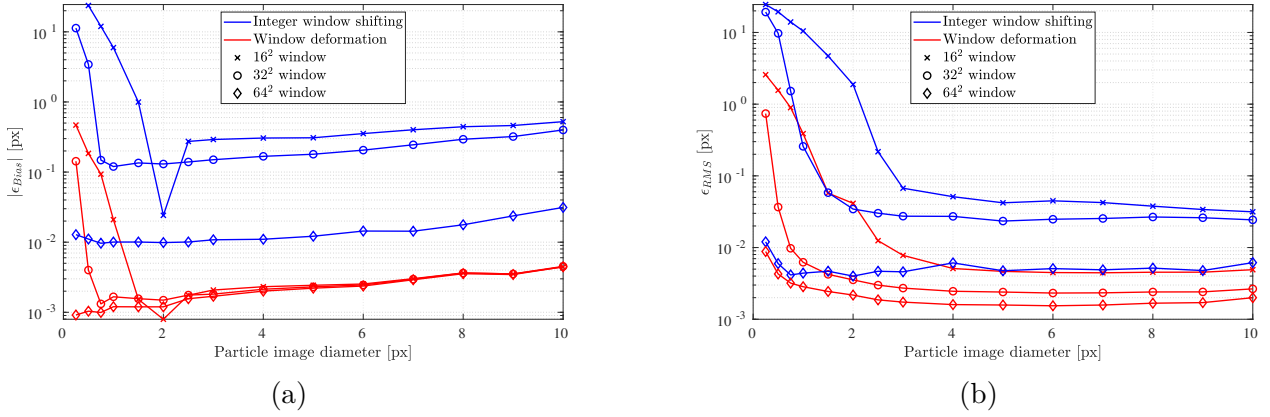 Integer window shifting
Window deformation
16² window
32² window
64² window
10¹
10⁰
10⁻¹
10⁻²
10⁻³
|ϵ_Bias| [px]
0 2 4 6 8 10
Particle image diameter [px]
(a)
Integer window shifting
Window deformation
16² window
32² window
64² window
10¹
10⁰
10⁻¹
10⁻²
10⁻³
ϵ_RMS [px]
0 2 4 6 8 10
Particle image diameter [px]
(b)